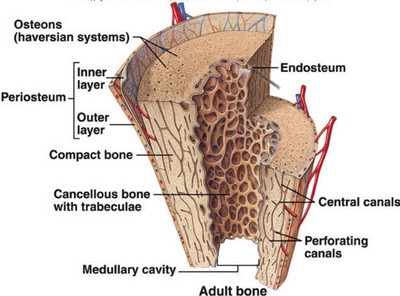 Osteons
(haversian systems)
Inner
layer
Periosteum
Outer
layer
Compact bone
Cancellous bone
with trabeculae
Medullary cavity
Adult bone
Endosteum
Central canals
Perforating
canals